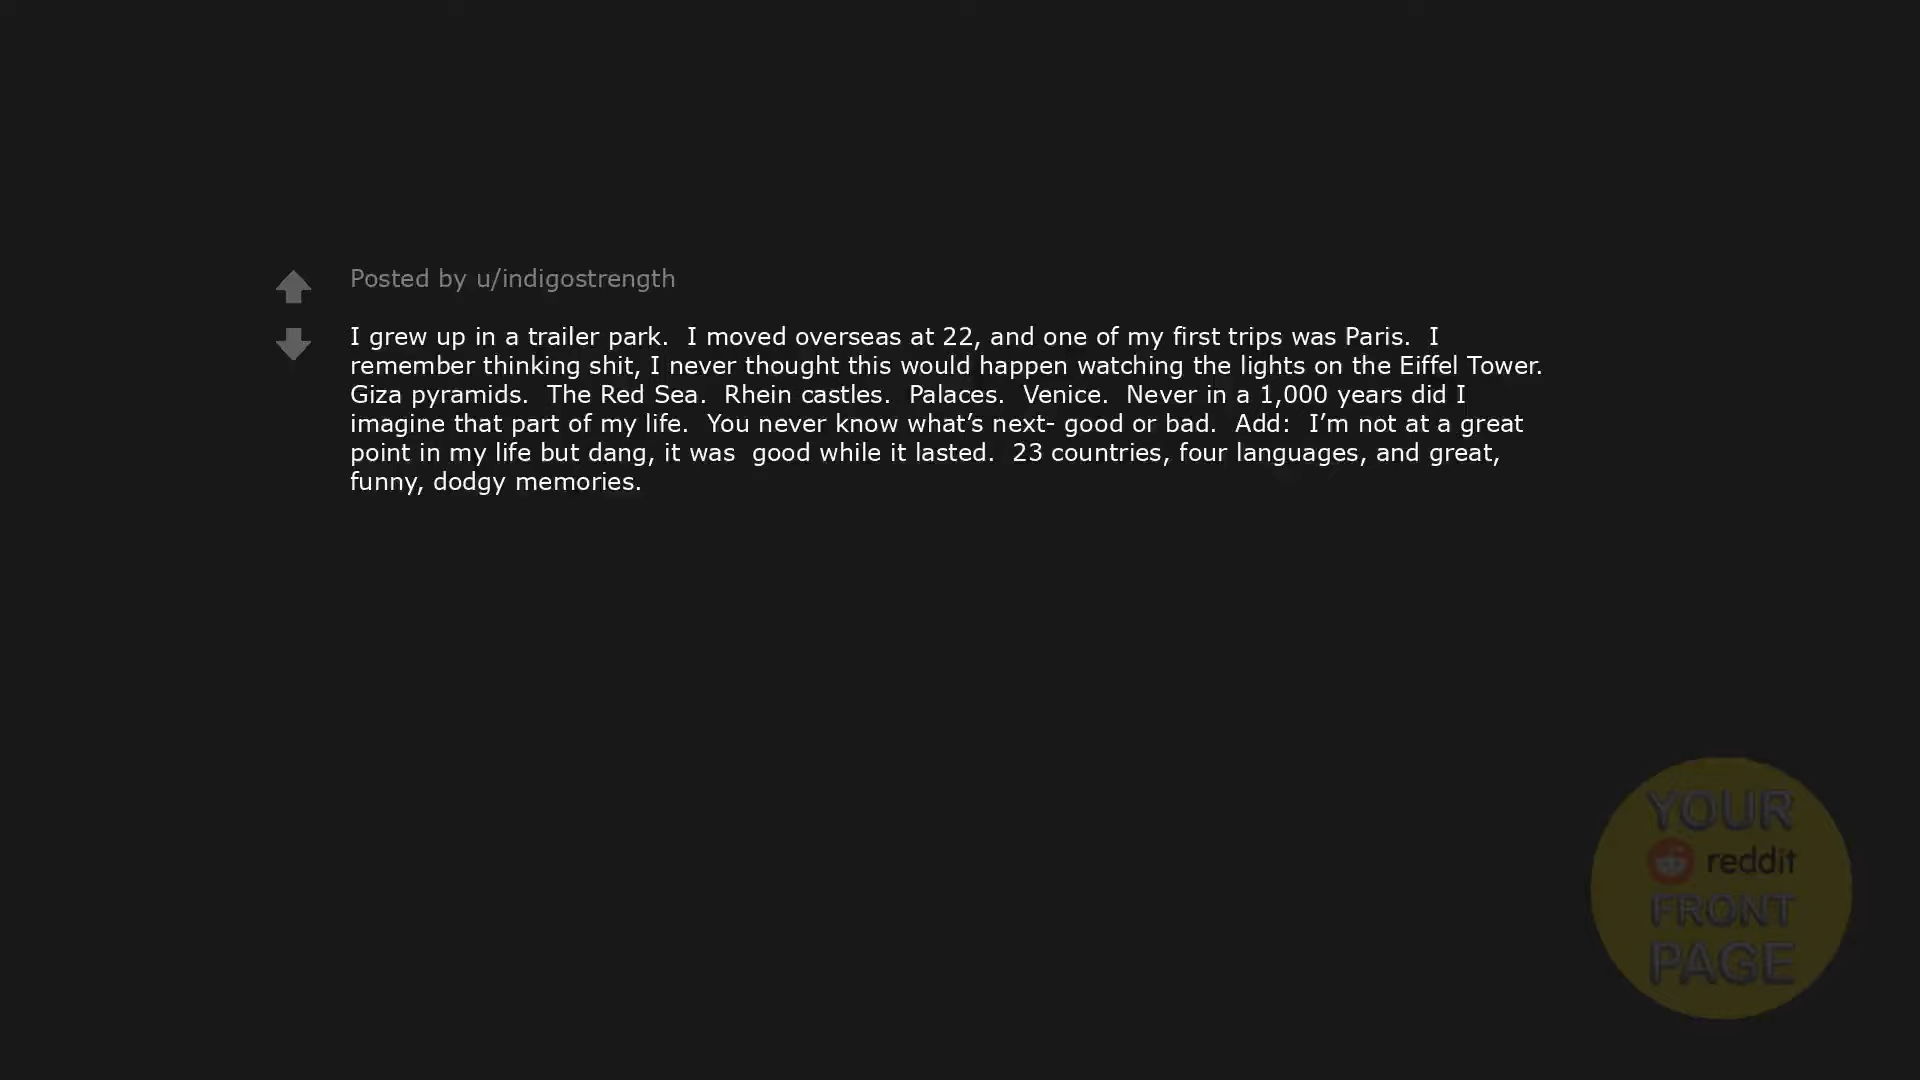 Posted by u/indigostrength
I grew up in a trailer park.  I moved overseas at 22, and one of my first trips was Paris.  I
remember thinking shit, I never thought this would happen watching the lights on the Eiffel Tower.
Giza pyramids.  The Red Sea.  Rhein castles.  Palaces.  Venice.  Never in a 1,000 years did I
imagine that part of my life.  You never know what’s next- good or bad.  Add:  I’m not at a great
point in my life but dang, it was  good while it lasted.  23 countries, four languages, and great,
funny, dodgy memories.
YOUR
reddit
FRONT
PAGE